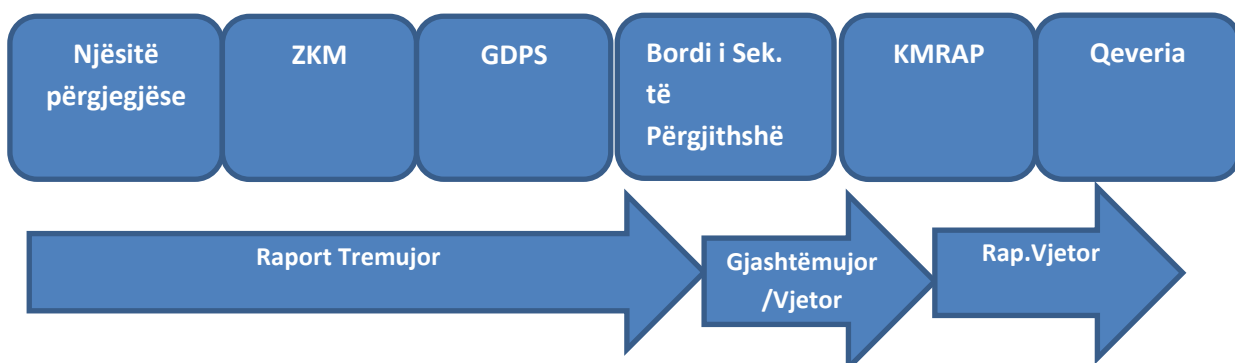 Njësitë
përgjegjëse
ZKM
GDPS
Bordi i Sek.
të
Përgjithshë
KMRAP
Qeveria
Raport Tremujor
Gjashtëmujor
/Vjetor
Rap.Vjetor